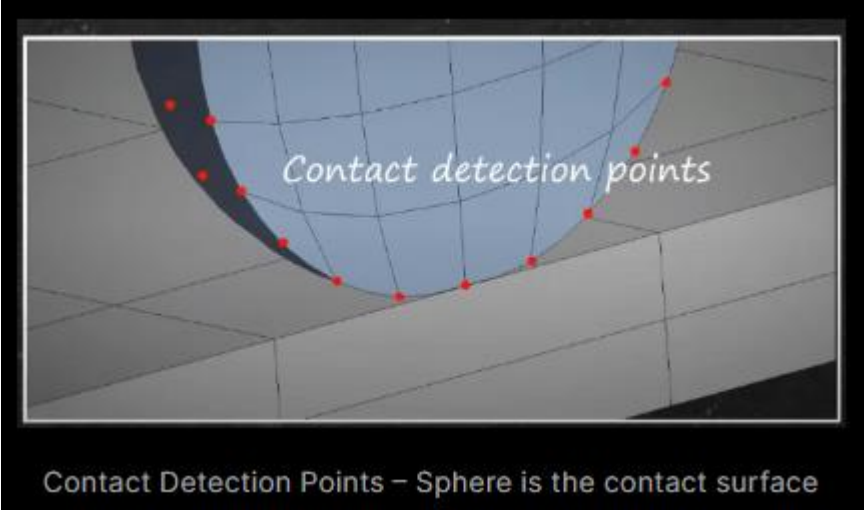 Contact detection points
Contact Detection Points – Sphere is the contact surface